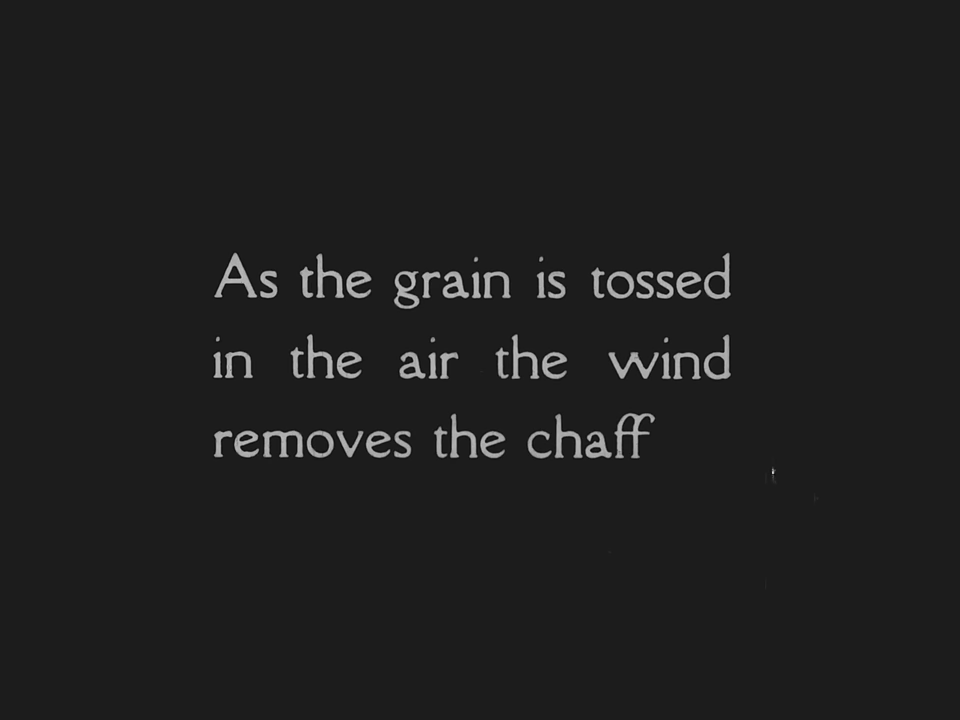 As the grain is tossed
in the air the wind
removes the chaff